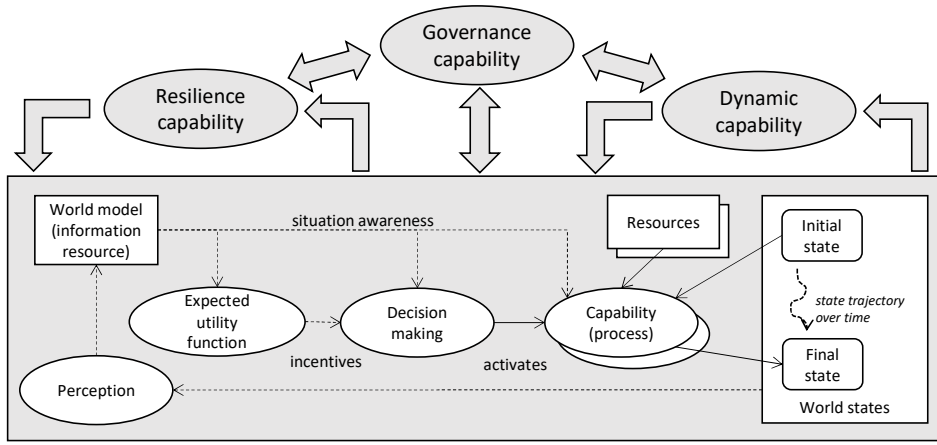 Governance
capability
Resilience
capability
Dynamic
capability
World model
(information
resource)
situation awareness
Resources
Initial
state
state trajectory
over time
Expected
utility
function
Decision
making
Capability
(process)
incentives
activates
Perception
Final
state
World states